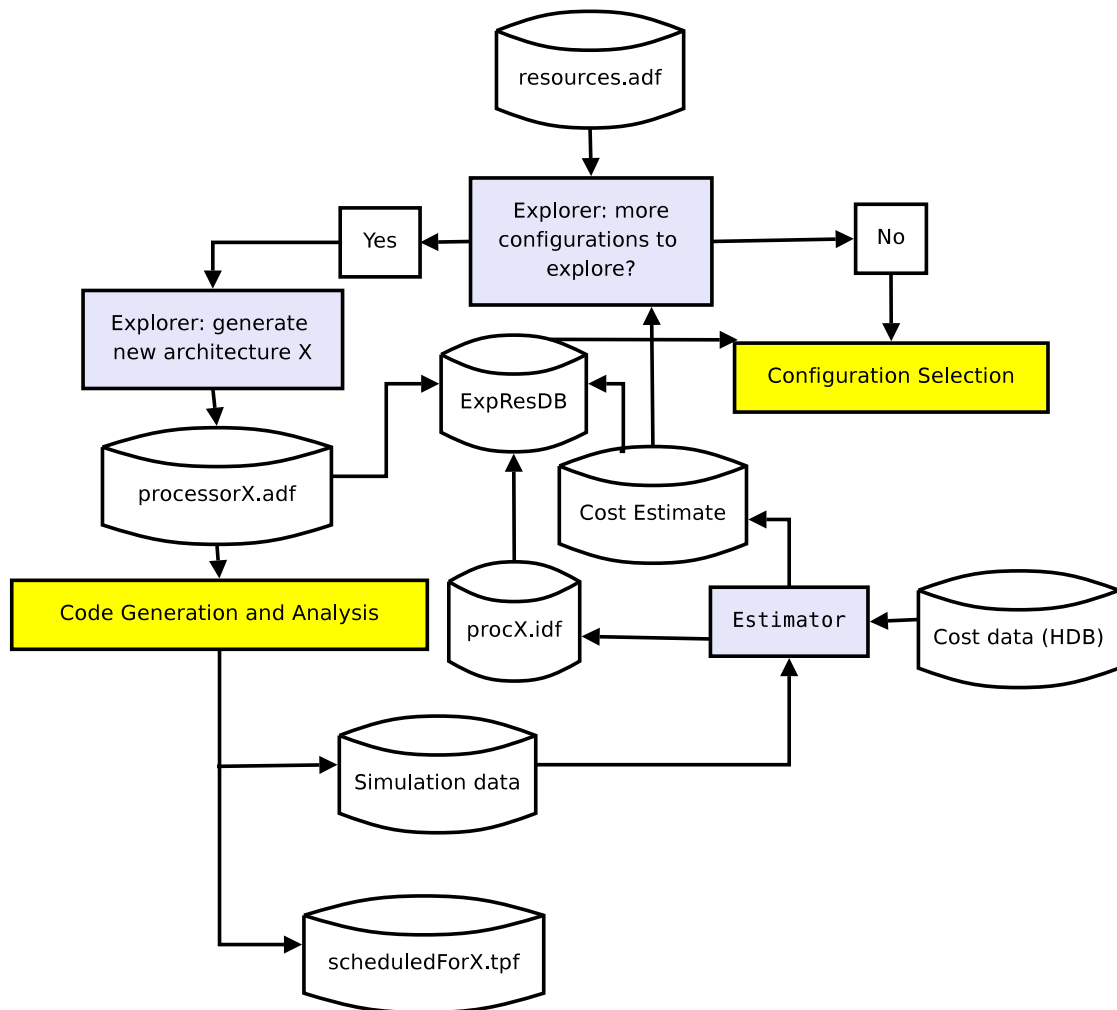 resources.adf
Explorer: more
configurations to
explore?
Yes
No
Explorer: generate
new architecture X
Configuration Selection
ExpResDB
processorX.adf
Cost Estimate
Code Generation and Analysis
procX.idf
Estimator
Cost data (HDB)
Simulation data
scheduledForX.tpf